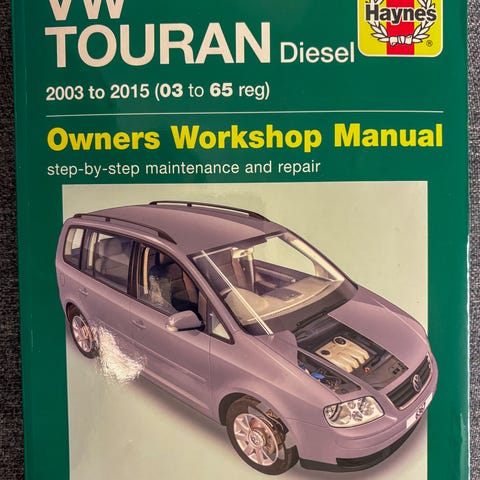 VW
TOURAN Diesel
Haynes
®
2003 to 2015 (03 to 65 reg)
Owners Workshop Manual
step-by-step maintenance and repair